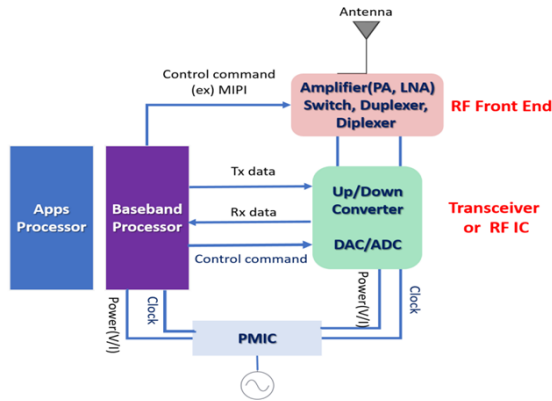 Antenna
Control command
(ex) MIPI
Amplifier(PA, LNA)
Switch, Duplexer,
Diplexer
RF Front End
Apps
Processor
Baseband
Processor
Tx data
Rx data
Control command
Up/Down
Converter
DAC/ADC
Transceiver
or RF IC
Power(V/I)
Clock
Power(V/I)
Clock
PMIC